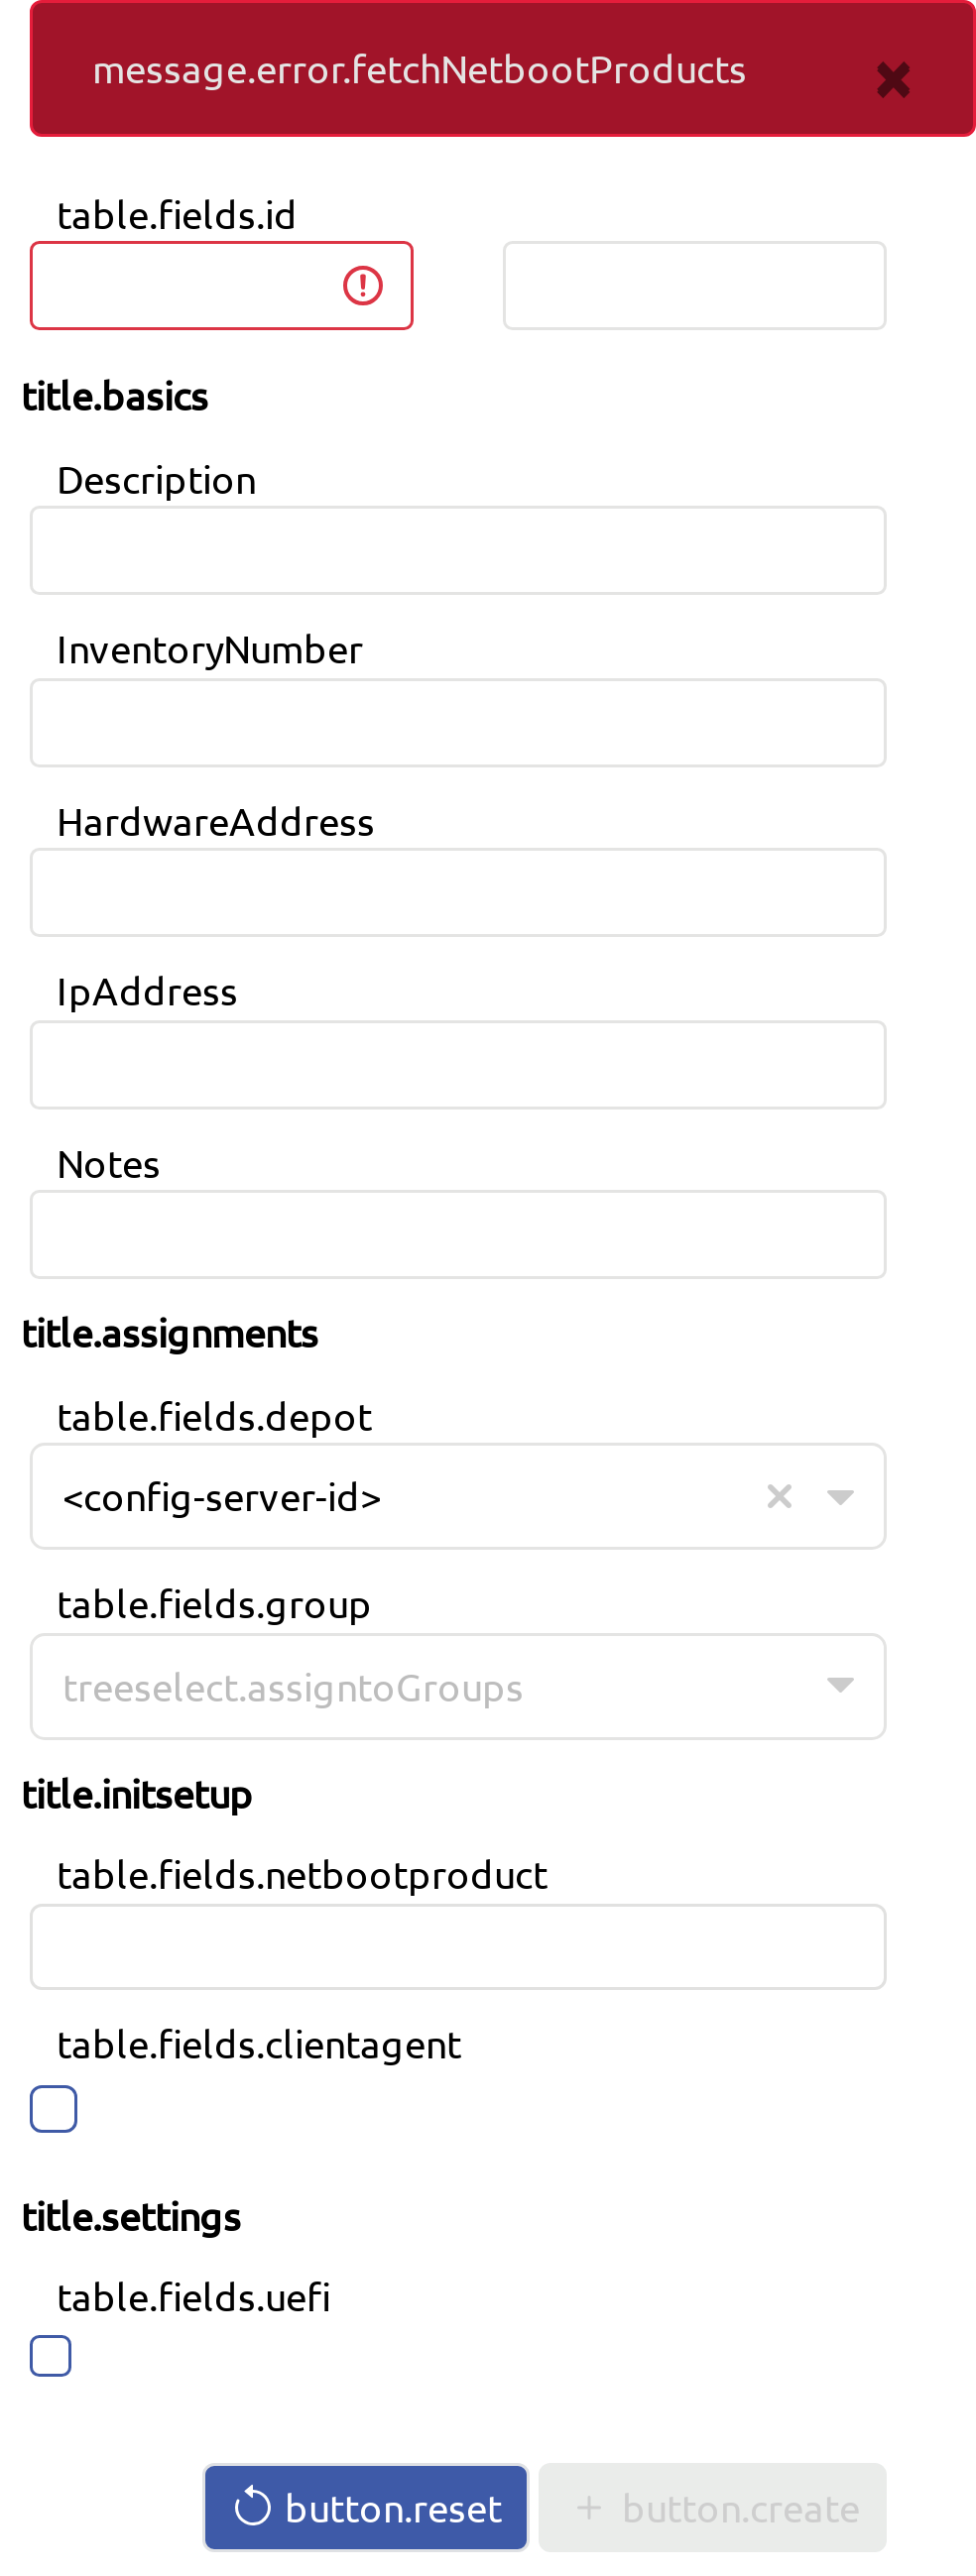 message.error.fetchNetbootProducts
table.fields.id
title.basics
Description
InventoryNumber
HardwareAddress
IpAddress
Notes
title.assignments
table.fields.depot
<config-server-id>
table.fields.group
treeselect.assigntoGroups
title.initsetup
table.fields.netbootproduct
table.fields.clientagent
title.settings
table.fields.uefi
button.reset
+ button.create